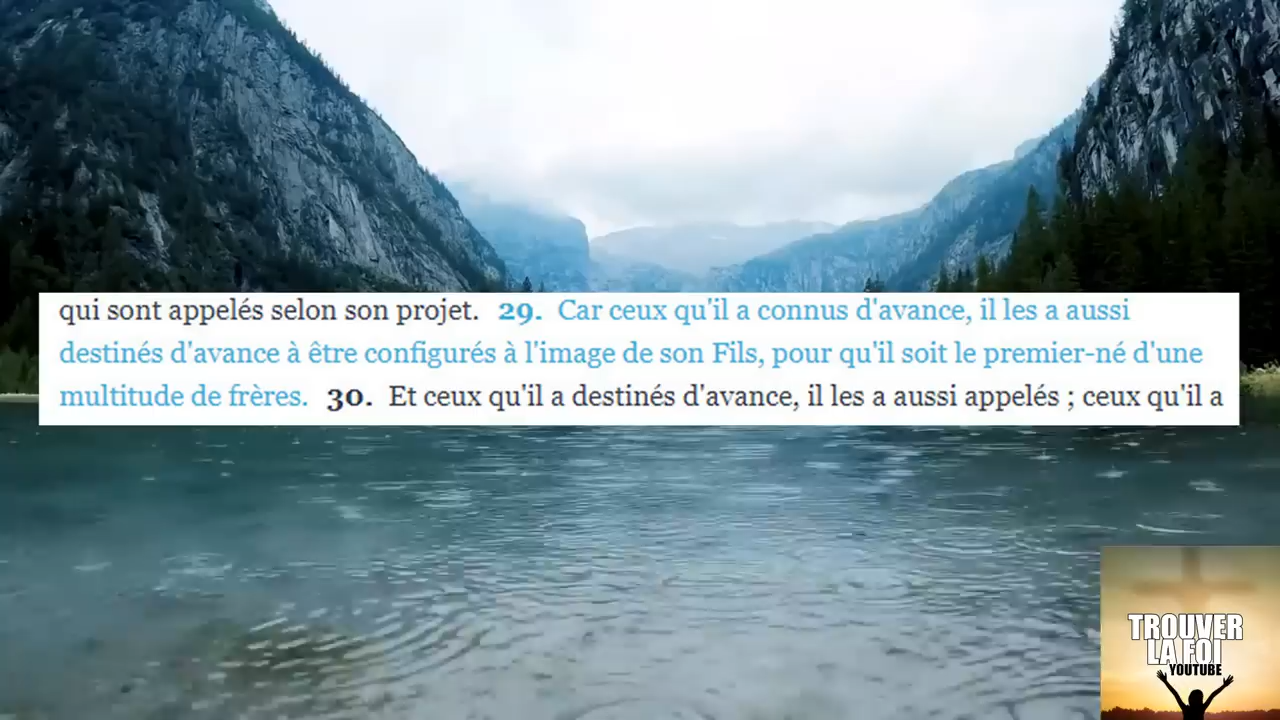 qui sont appelés selon son projet. 29. Car ceux qu'il a connus d'avance, il les a aussi
destinés d'avance à être configurés à l'image de son Fils, pour qu'il soit le premier-né d'une
multitude de frères. 30. Et ceux qu'il a destinés d'avance, il les a aussi appelés ; ceux qu'il a
TROUVER
LA FOI
YOUTUBE